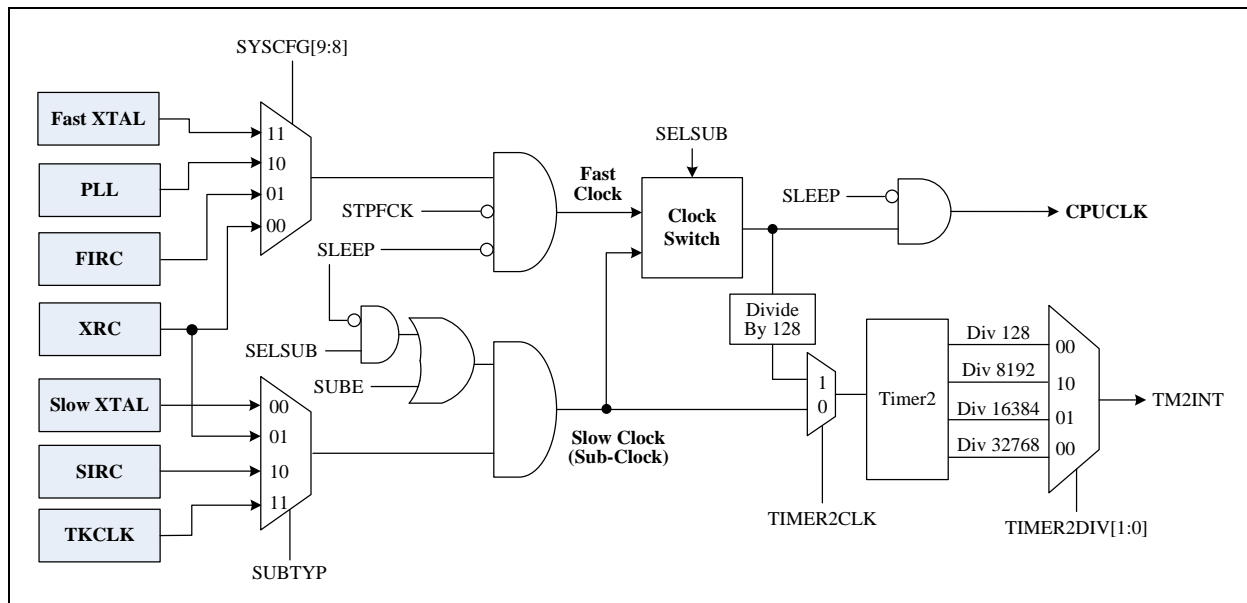 SYSCFG[9:8]
Fast XTAL
PLL
FIRC
XRC
11
10
01
00
STPFCK
SLEEP
Fast
Clock
SELSUB
Clock
Switch
SLEEP
CPUCLK
SELSUB
SUBE
Slow XTAL
SIRC
TKCLK
00
01
10
11
SUBTYP
Slow Clock
(Sub-Clock)
Divide
By 128
1
0
TIMER2CLK
Timer2
Div 128
Div 8192
Div 16384
Div 32768
00
10
01
00
TM2INT
TIMER2DIV[1:0]